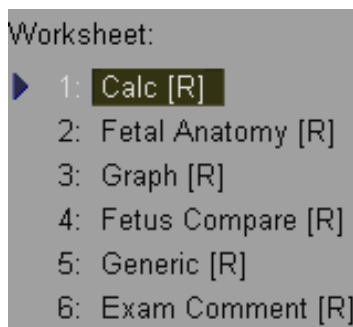 Worksheet:
1: Calc [R]
2: Fetal Anatomy [R]
3: Graph [R]
4: Fetus Compare [R]
5: Generic [R]
6: Exam Comment [R]